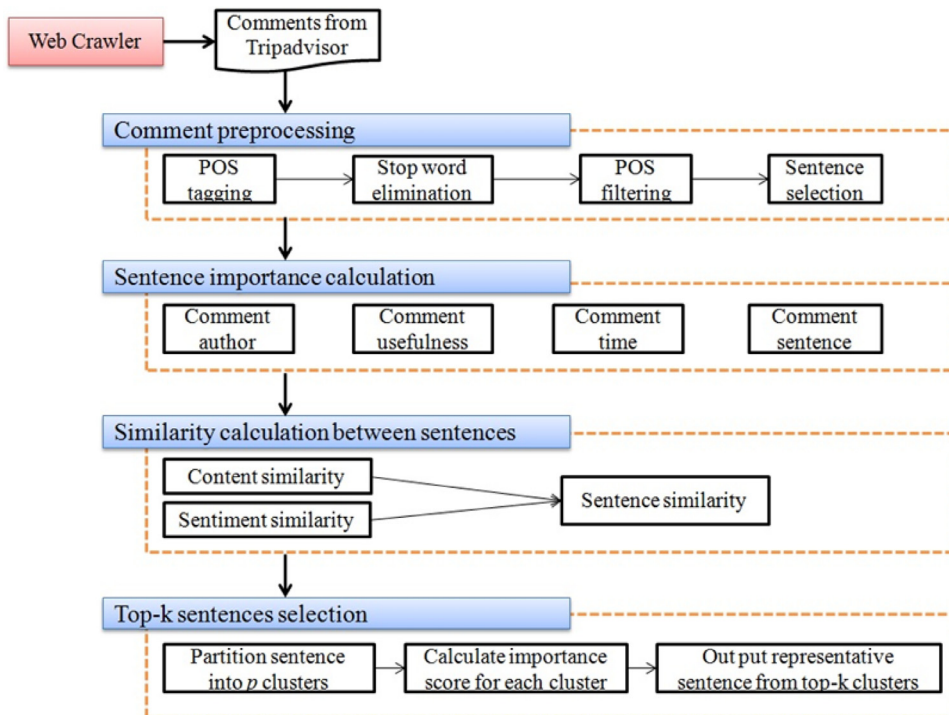 Web Crawler
Comments from
Tripadvisor
Comment preprocessing
POS
tagging
Stop word
elimination
POS
filtering
Sentence
selection
Sentence importance calculation
Comment
author
Comment
usefulness
Comment
time
Comment
sentence
Similarity calculation between sentences
Content similarity
Sentiment similarity
Sentence similarity
Top-k sentences selection
Partition sentence
into p clusters
Calculate importance
score for each cluster
Out put representative
sentence from top-k clusters